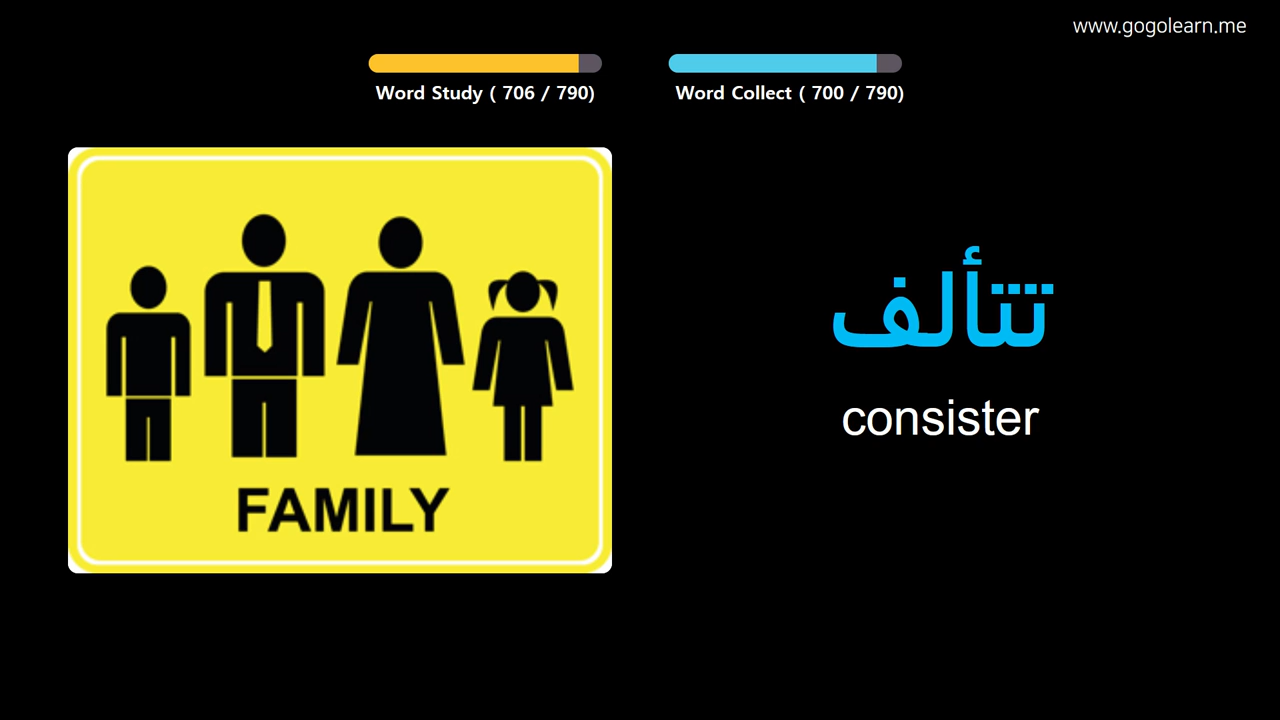 www.gogolearn.me
Word Study ( 706 / 790)
Word Collect ( 700 / 790)
تتألف
consister
FAMILY